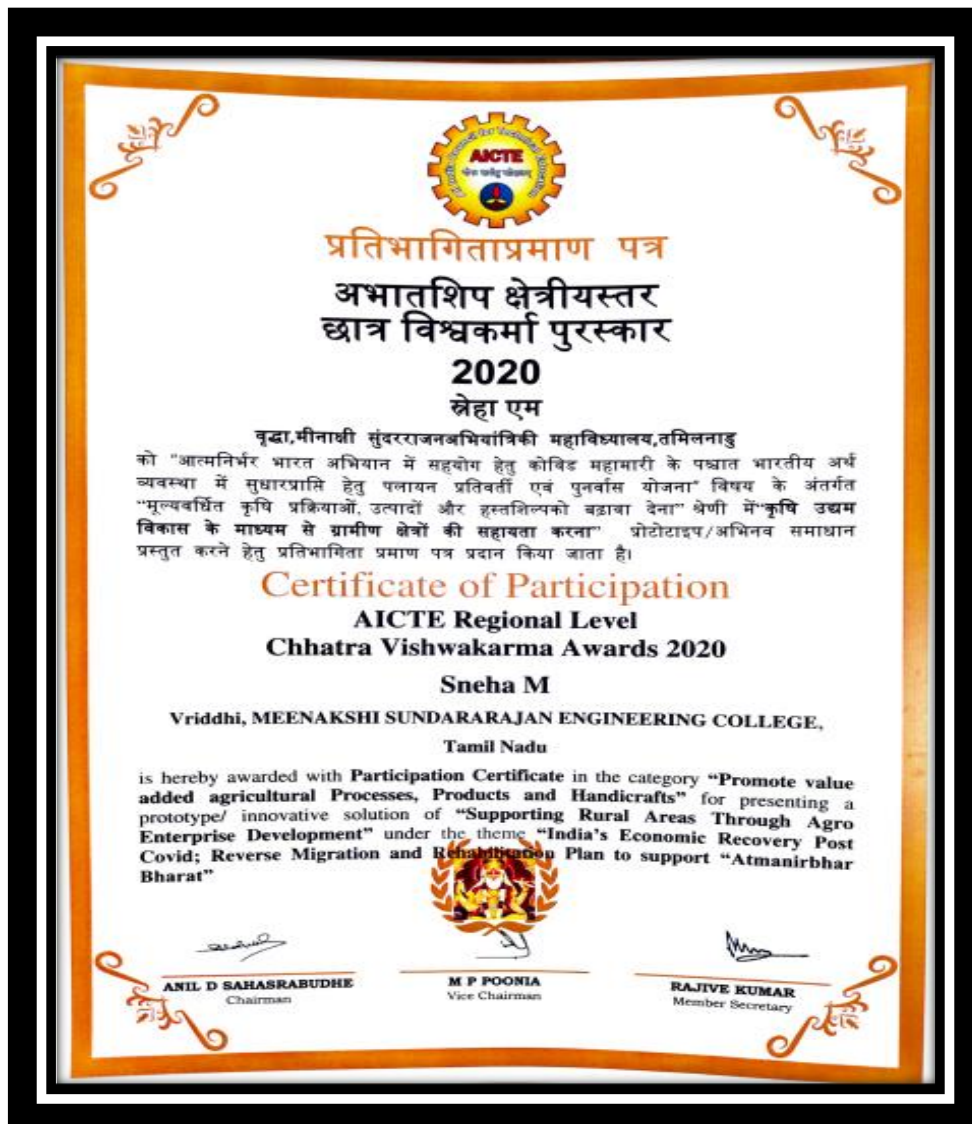 All India Council for Technical Education
AICTE
प्रतिभागिताप्रमाण पत्र
अभातशिप क्षेत्रीयस्तर
छात्र विश्वकर्मा पुरस्कार
2020
स्नेहा एम
वृद्धा,मीनाक्षी सुंदरराजनअभियांत्रिकी महाविध्यालय,तमिलनाडु
को "आत्मनिर्भर भारत अभियान में सहयोग हेतु कोविड महामारी के पश्चात भारतीय अर्थ
व्यवस्था में सुधारप्राप्ति हेतु पलायन प्रतिवर्ती एवं पुनर्वास योजना" विषय के अंतर्गत
"मूल्यवर्धित कृषि प्रक्रियाओं, उत्पादों और हस्तशिल्पको बढ़ावा देना" श्रेणी में"कृषि उद्यम
विकास के माध्यम से ग्रामीण क्षेत्रों की सहायता करना" प्रोटोटाइप/अभिनव समाधान
प्रस्तुत करने हेतु प्रतिभागिता प्रमाण पत्र प्रदान किया जाता है।
Certificate of Participation
AICTE Regional Level
Chhatra Vishwakarma Awards 2020
Sneha M
Vriddhi, MEENAKSHI SUNDARARAJAN ENGINEERING COLLEGE,
Tamil Nadu
is hereby awarded with Participation Certificate in the category "Promote value
added agricultural Processes, Products and Handicrafts" for presenting a
prototype/ innovative solution of "Supporting Rural Areas Through Agro
Enterprise Development" under the theme "India's Economic Recovery Post
Covid; Reverse Migration and Rehabilitation Plan to support "Atmanirbhar
Bharat"
ANIL D SAHASRABUDHE
Chairman
M P POONIA
Vice Chairman
RAJIVE KUMAR
Member Secretary